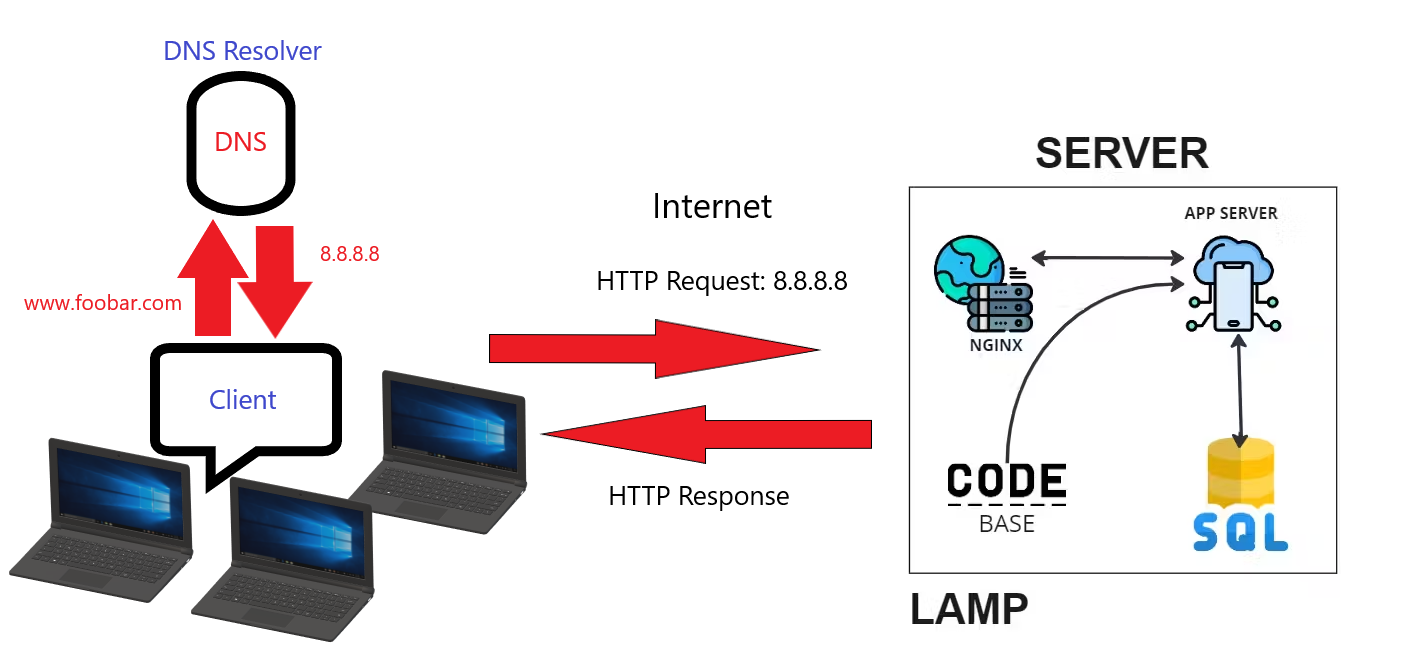 DNS Resolver
DNS
8.8.8.8
www.foobar.com
Client
Internet
HTTP Request: 8.8.8.8
HTTP Response
SERVER
APP SERVER
NGINX
CODE
BASE
SQL
LAMP